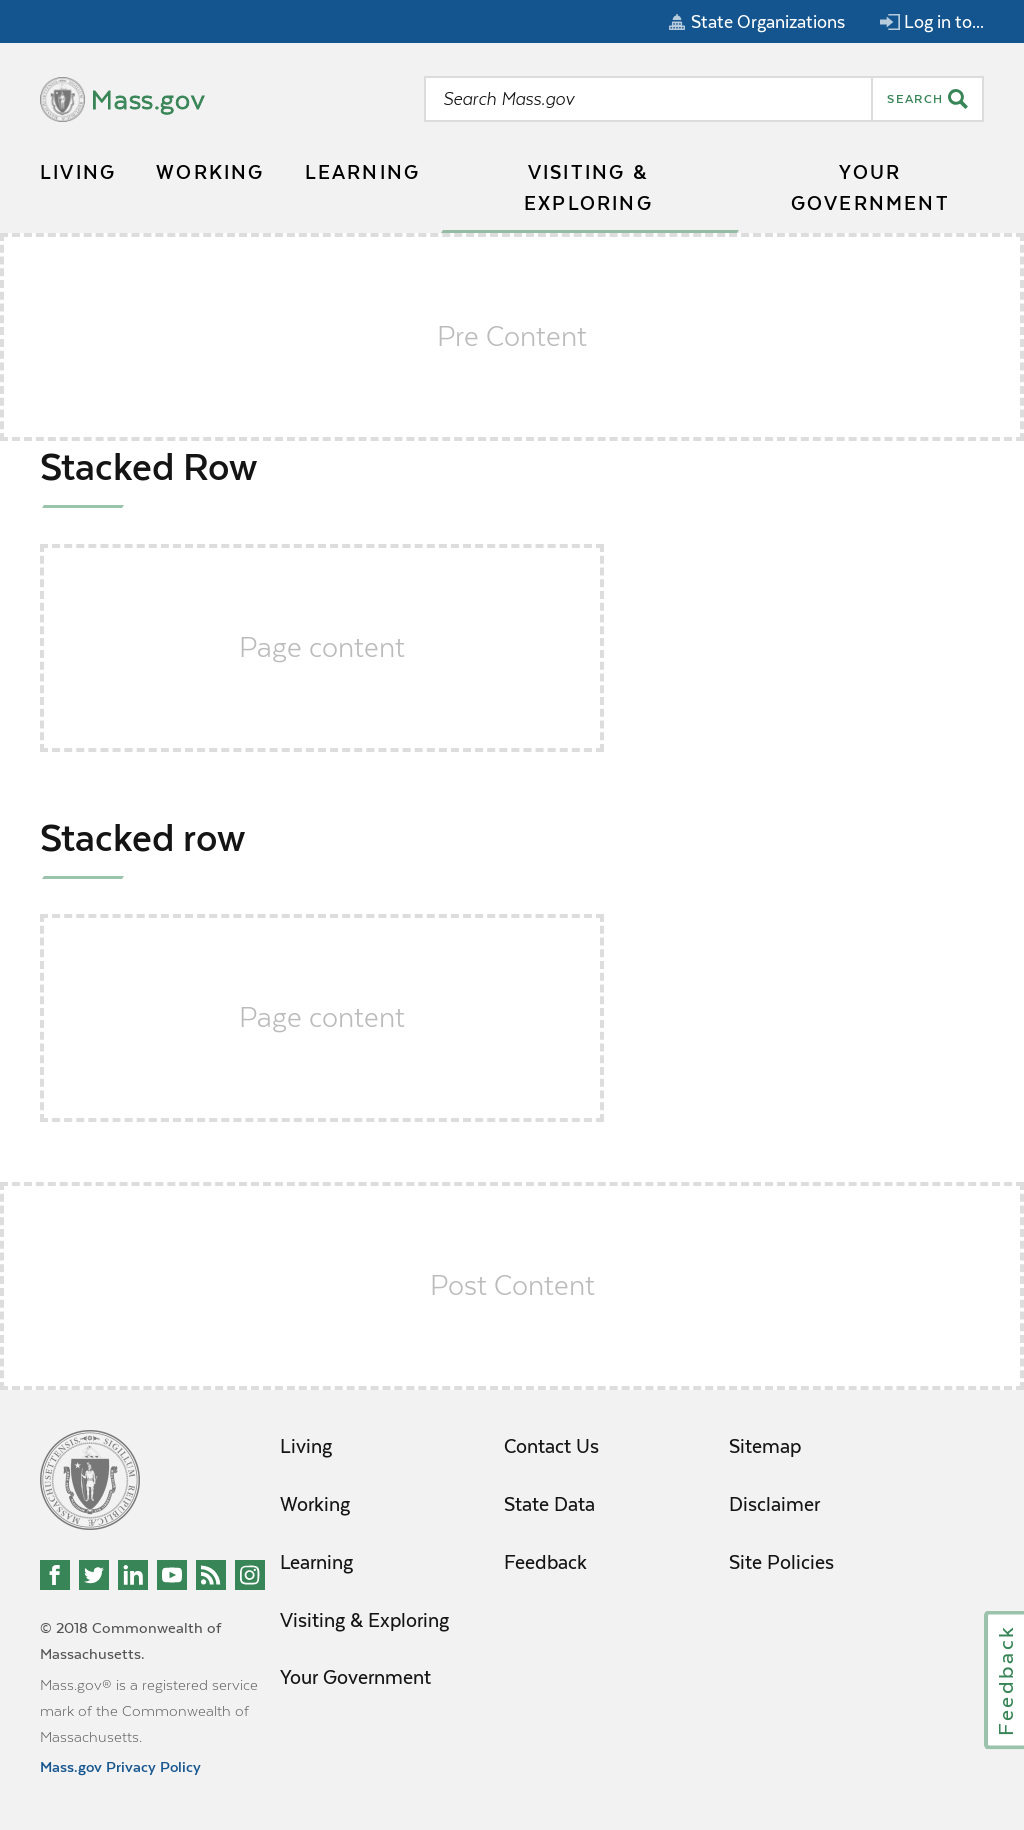 State Organizations
Log in to...
Mass.gov
Search Mass.gov
SEARCH
LIVING
WORKING
LEARNING
VISITING &
EXPLORING
YOUR
GOVERNMENT
Pre Content
Stacked Row
Page content
Stacked row
Page content
Post Content
Living
Working
Learning
Visiting & Exploring
Your Government
Contact Us
State Data
Feedback
Sitemap
Disclaimer
Site Policies
© 2018 Commonwealth of
Massachusetts.
Mass.gov® is a registered service
mark of the Commonwealth of
Massachusetts.
Mass.gov Privacy Policy
Feedback